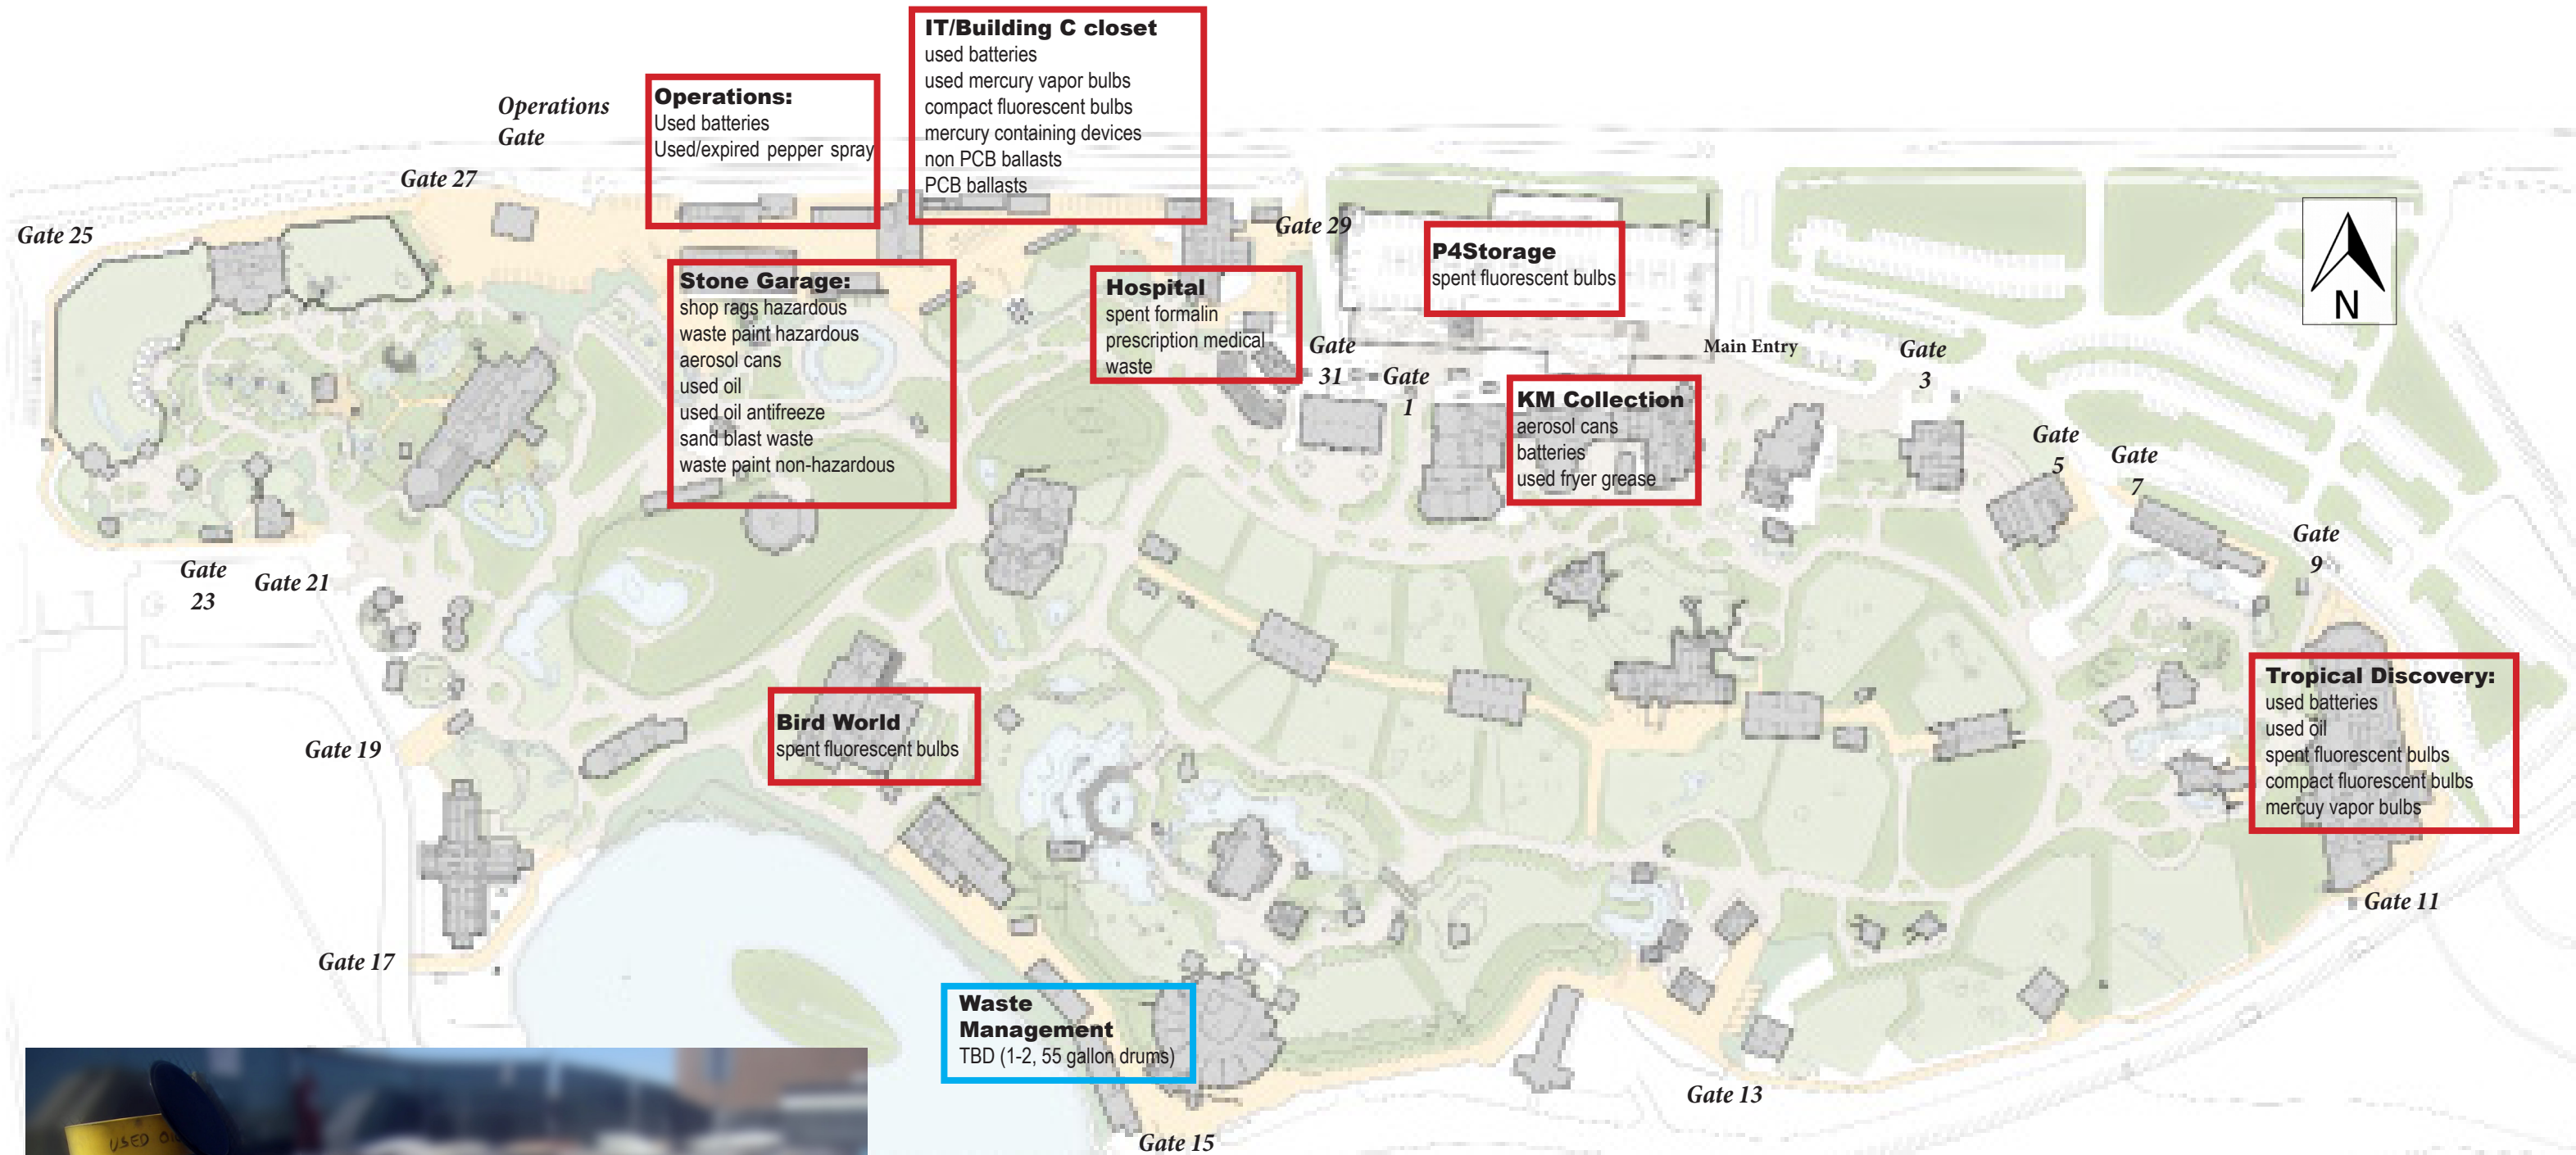 IT/Building C closet
used batteries
used mercury vapor bulbs
compact fluorescent bulbs
mercury containing devices
non PCB ballasts
PCB ballasts
Operations:
Used batteries
Used/expired pepper spray
Operations
Gate
Gate 27
Gate 25
Gate 29
Stone Garage:
shop rags hazardous
waste paint hazardous
aerosol cans
used oil
used oil antifreeze
sand blast waste
waste paint non-hazardous
Hospital
spent formalin
prescription medical
waste
P4Storage
spent fluorescent bulbs
N
Gate
31
Gate
1
Main Entry
Gate
3
KM Collection
aerosol cans
batteries
used fryer grease
Gate
5
Gate
7
Gate
9
Gate
23
Gate 21
Gate 19
Bird World
spent fluorescent bulbs
Tropical Discovery:
used batteries
used oil
spent fluorescent bulbs
compact fluorescent bulbs
mercuy vapor bulbs
Gate 11
Gate 17
Waste
Management
TBD (1-2, 55 gallon drums)
Gate 13
Gate 15
USED OIL